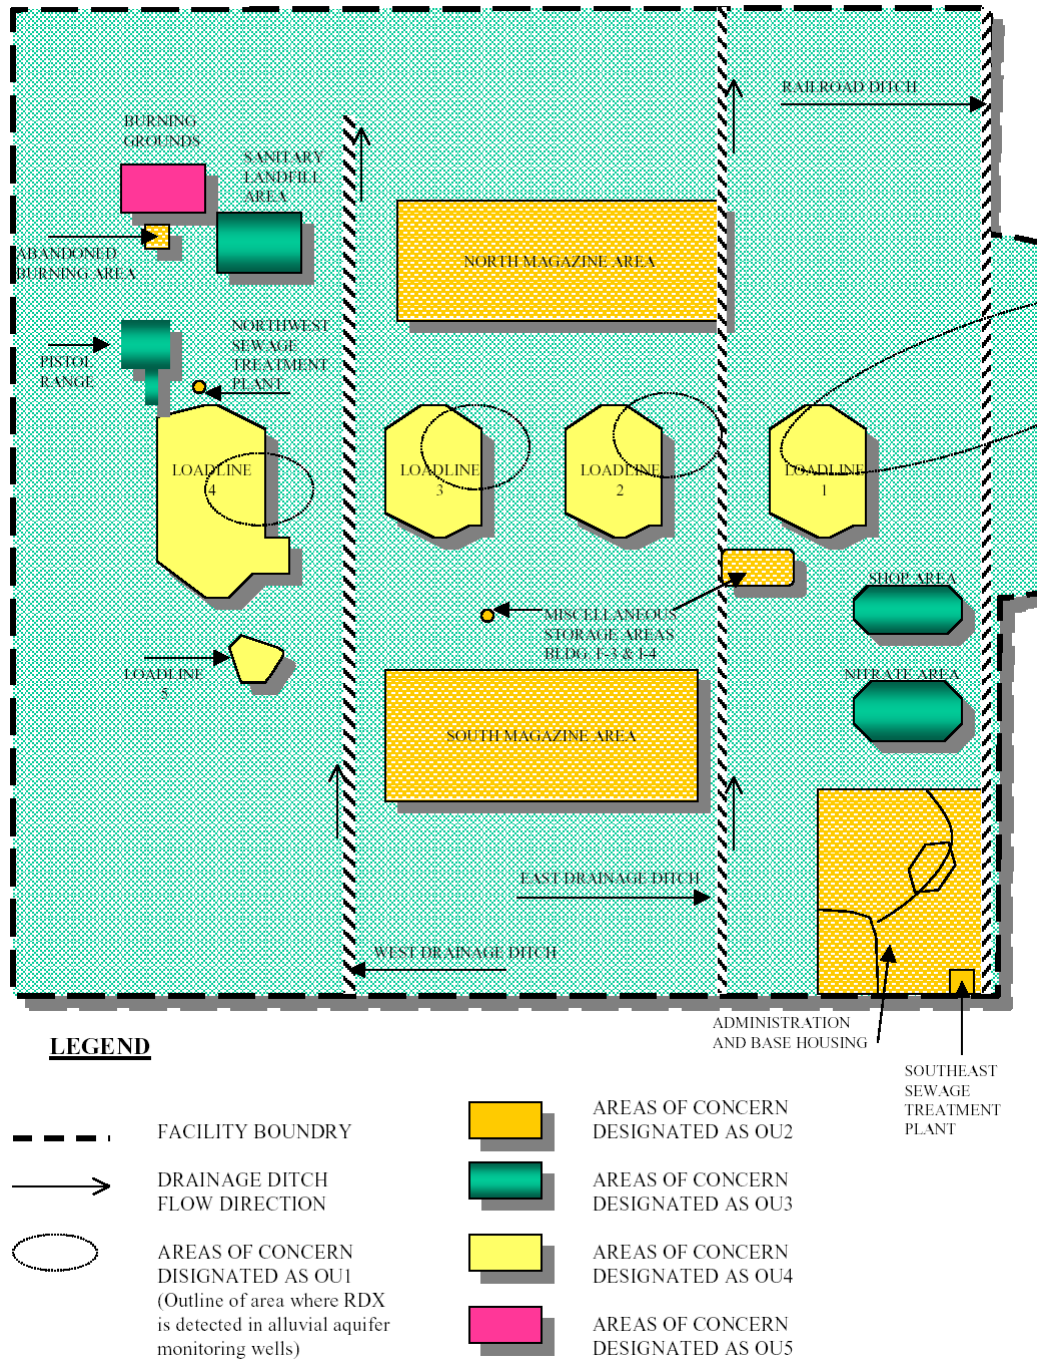 RAILROAD DITCH
BURNING
GROUNDS
SANITARY
LANDFILL
AREA
ABANDONED
BURNING AREA
NORTH MAGAZINE AREA
NORTHWEST
SEWAGE
TREATMENT
PLANT
PISTOL
RANGE
LOADLINE
4
LOADLINE
3
LOADLINE
2
LOADLINE
1
SHOP AREA
MISCELLANEOUS
STORAGE AREAS
BLDG. F-3 & I-4
LOADLINE
5
NITRATE AREA
SOUTH MAGAZINE AREA
EAST DRAINAGE DITCH
WEST DRAINAGE DITCH
ADMINISTRATION
AND BASE HOUSING
SOUTHEAST
SEWAGE
TREATMENT
PLANT
LEGEND
FACILITY BOUNDRY
DRAINAGE DITCH
FLOW DIRECTION
AREAS OF CONCERN
DISIGNATED AS OU1
(Outline of area where RDX
is detected in alluvial aquifer
monitoring wells)
AREAS OF CONCERN
DESIGNATED AS OU2
AREAS OF CONCERN
DESIGNATED AS OU3
AREAS OF CONCERN
DESIGNATED AS OU4
AREAS OF CONCERN
DESIGNATED AS OU5